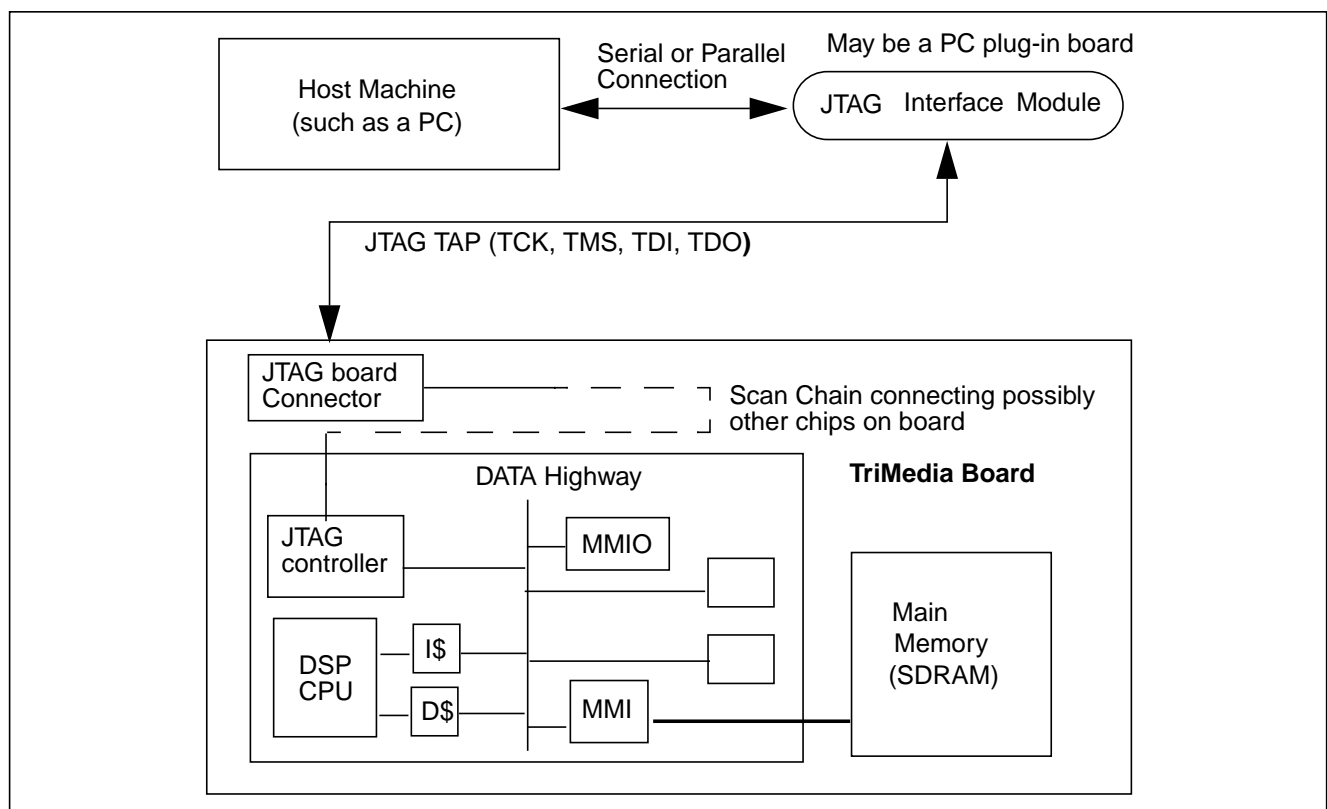 May be a PC plug-in board
Serial or Parallel
Connection
Host Machine
(such as a PC)
JTAG Interface Module
JTAG TAP (TCK, TMS, TDI, TDO)
JTAG board
Connector
Scan Chain connecting possibly
other chips on board
DATA Highway
TriMedia Board
JTAG
controller
MMIO
Main
Memory
(SDRAM)
DSP
CPU
I$
D$
MMI